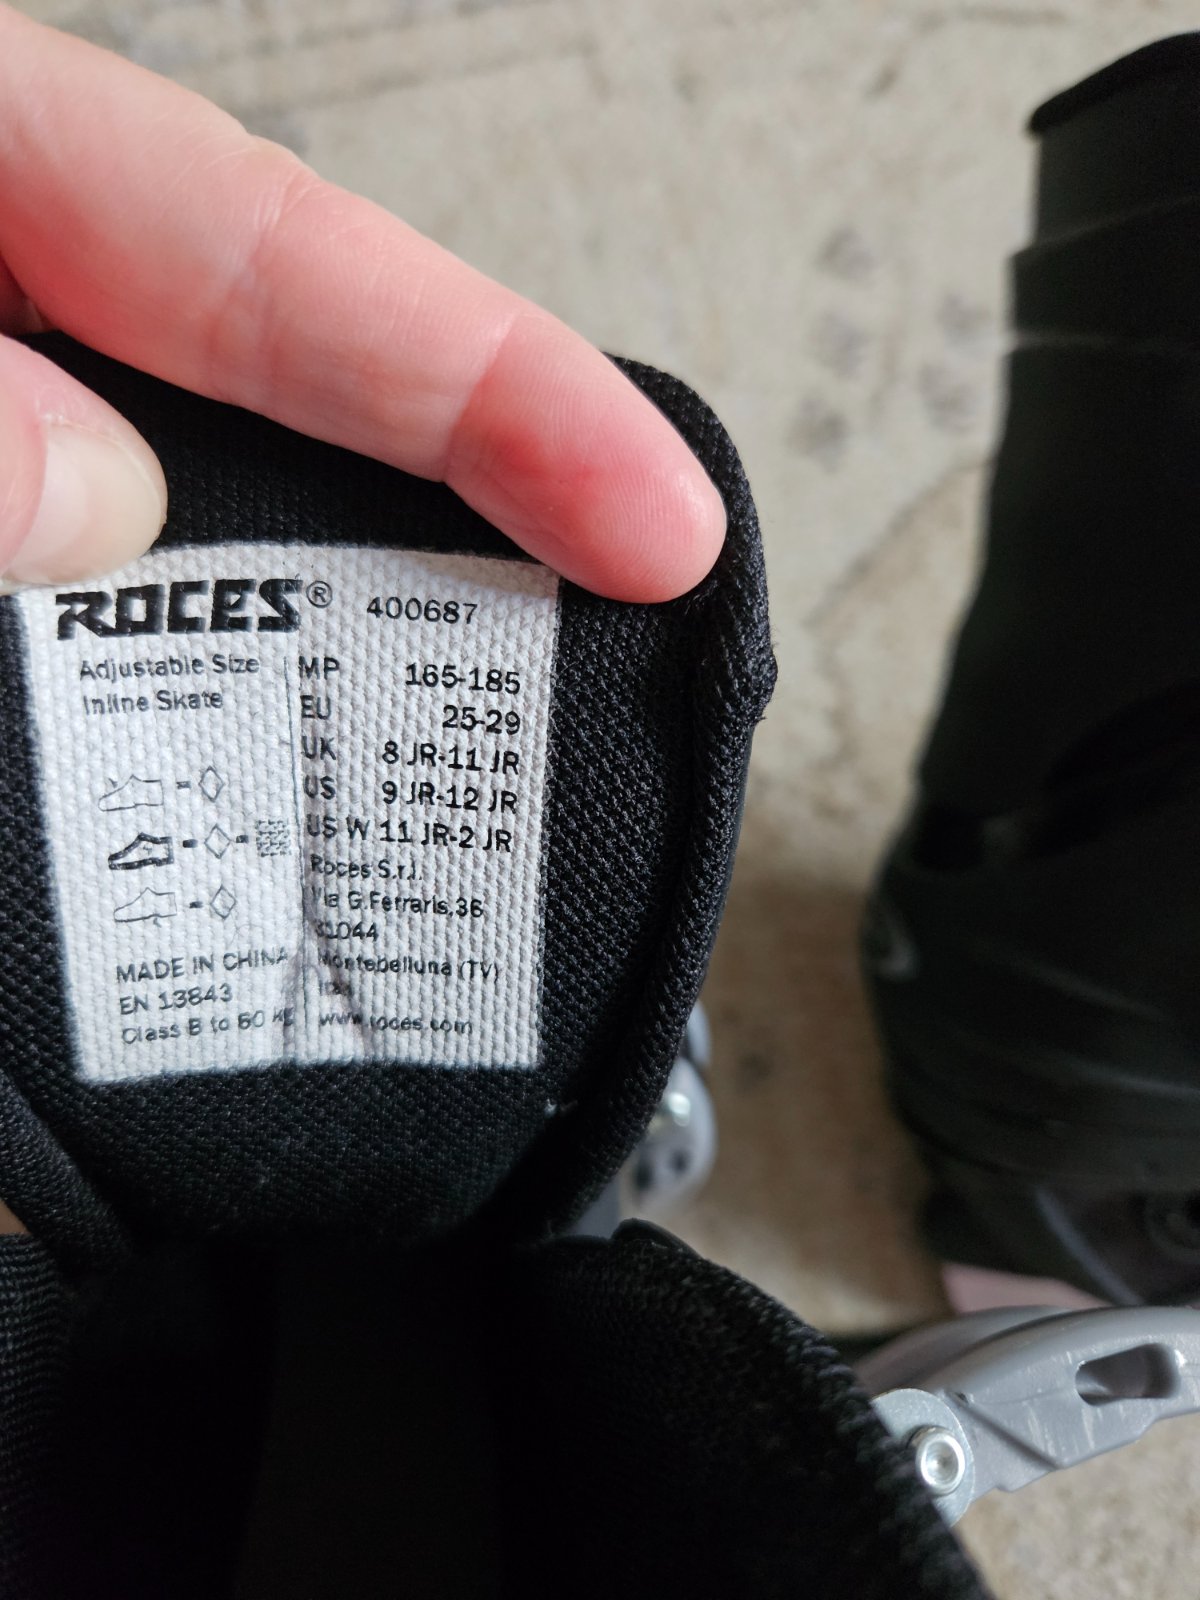 ROCES® 400687
Adjustable Size
Inline Skate
MP 165-185
EU 25-29
UK 8 JR-11 JR
US 9 JR-12 JR
US W 11 JR-2 JR
Roces S.r.l.
Via G.Ferraris,36
31044
Montebelluna (TV)
www.roces.com
MADE IN CHINA
EN 13843
Class B to 60 KG